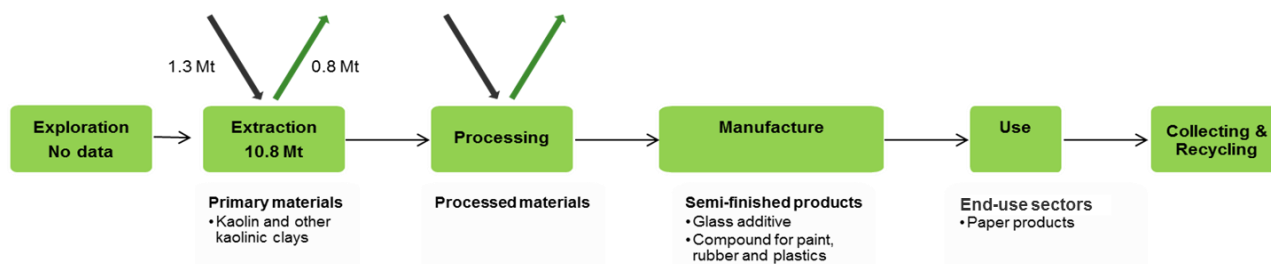 1.3 Mt
0.8 Mt
Exploration
No data
Extraction
10.8 Mt
Processing
Manufacture
Use
Collecting &
Recycling
Primary materials
• Kaolin and other
kaolinic clays
Processed materials
Semi-finished products
• Glass additive
• Compound for paint,
rubber and plastics
End-use sectors
• Paper products